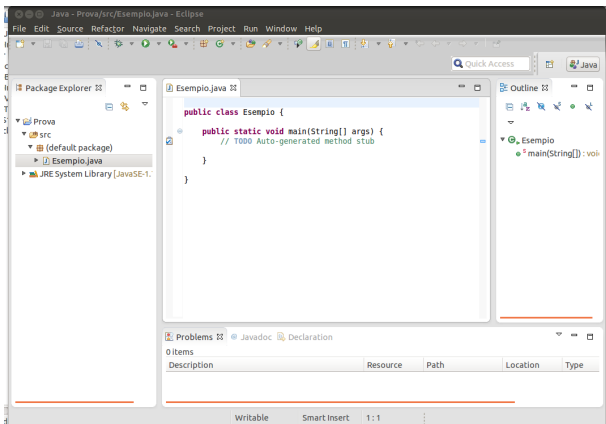 Java - Prova/src/Esempio.java - Eclipse
File Edit Source Refactor Navigate Search Project Run Window Help
Quick Access
Java
Package Explorer
Prova
src
(default package)
Esempio.java
JRE System Library [JavaSE-1.
Esempio.java
public class Esempio {
public static void main(String[] args) {
// TODO Auto-generated method stub
}
}
Outline
Esempio
main(String[]) : voi
Problems Javadoc Declaration
0 items
Description Resource Path Location Type
Writable Smart Insert 1 : 1